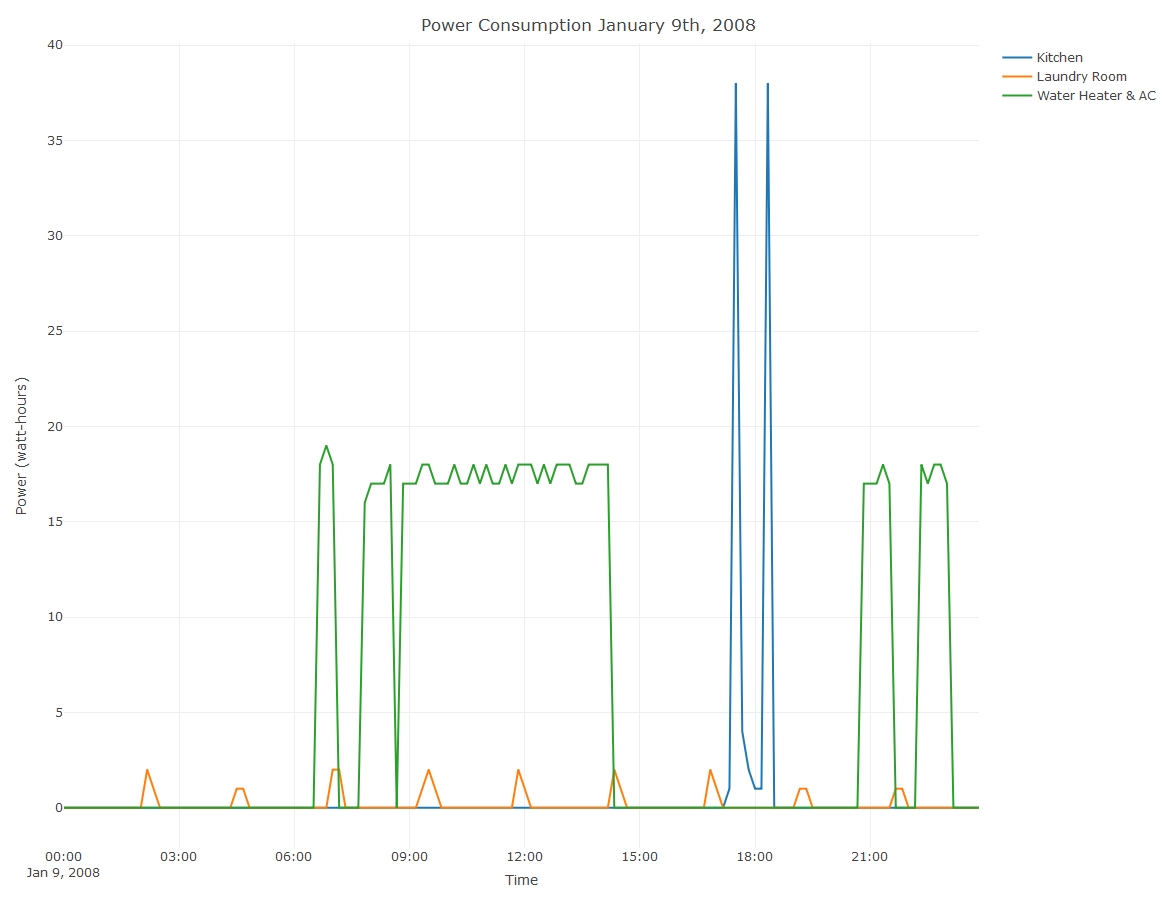 Power Consumption January 9th, 2008
Kitchen
Laundry Room
Water Heater & AC
40
35
30
25
20
15
10
5
0
Power (watt-hours)
00:00 03:00 06:00 09:00 12:00 15:00 18:00 21:00
Jan 9, 2008
Time